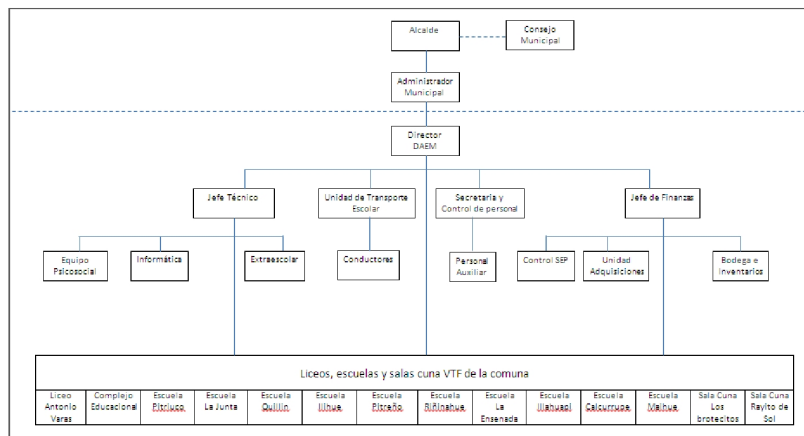 Alcalde
Consejo
Municipal
Administrador
Municipal
Director
DAEM
Jefe Técnico
Unidad de Transporte
Escolar
Secretaría y
Control de personal
Jefe de Finanzas
Equipo
Psicosocial
Informática
Extraescolar
Conductores
Personal
Auxiliar
Control SEP
Unidad
Adquisiciones
Bodega e
Inventarios
Liceos, escuelas y salas cuna VTF de la comuna
Liceo
Antonio
Varas
Complejo
Educacional
Escuela
Pitriuco
Escuela
La Junta
Escuela
Quillín
Escuela
Ilihue
Escuela
Pitreño
Escuela
Riñinahue
Escuela
La
Ensenada
Escuela
Illahuapi
Escuela
Calcurrupe
Escuela
Maihue
Sala Cuna
Los
brotecitos
Sala Cuna
Rayito de
Sol